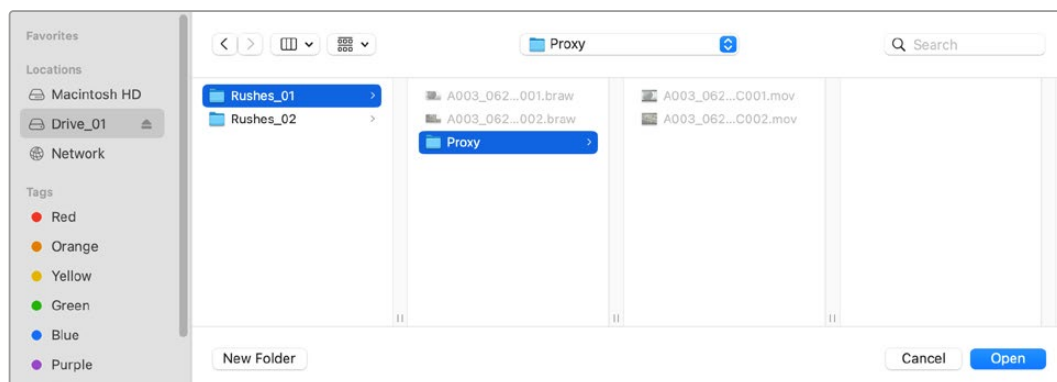 Favorites
Locations
Macintosh HD
Drive_01
Network
Tags
Red
Orange
Yellow
Green
Blue
Purple
Proxy
Search
Rushes_01
Rushes_02
A003_062...001.braw
A003_062...002.braw
Proxy
A003_062...C001.mov
A003_062...C002.mov
New Folder
Cancel
Open